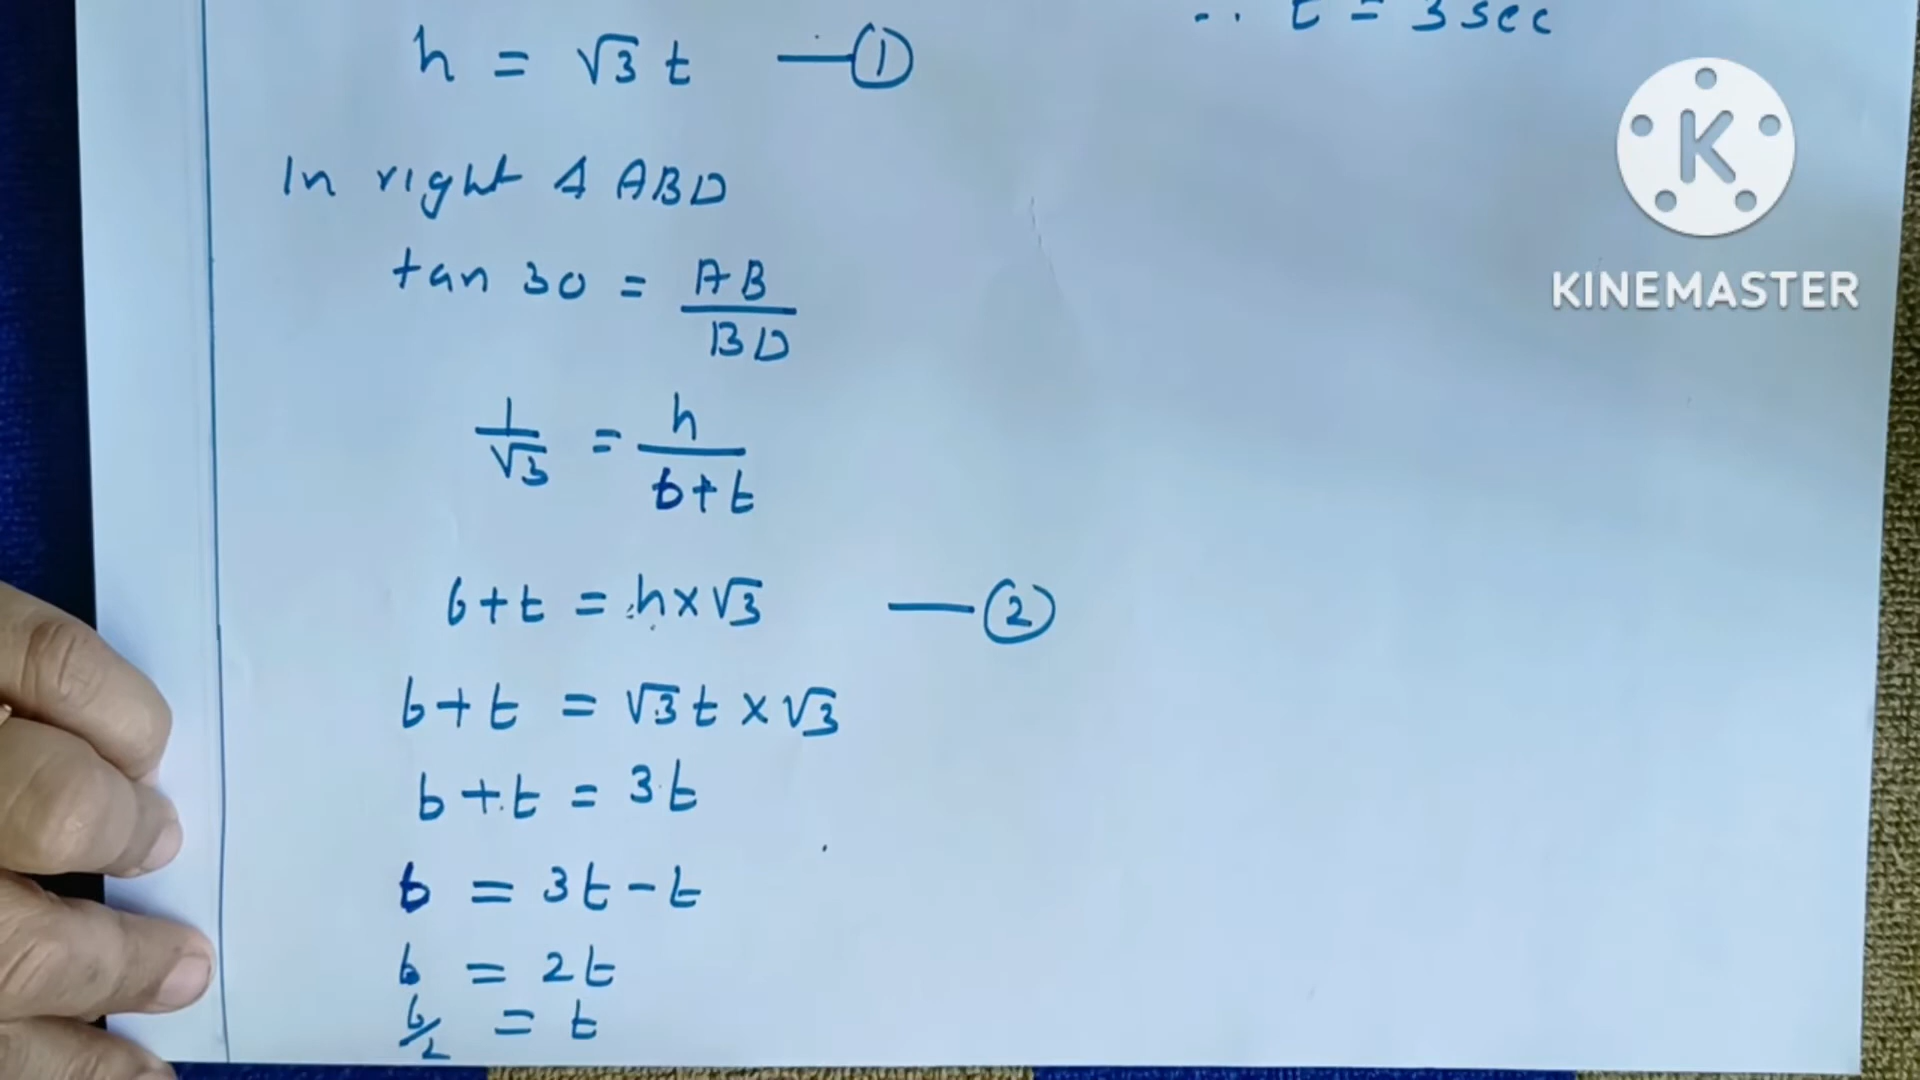 h = √3 t —①
∴ t = 3 sec
In right Δ ABD
tan 30 = AB/BD
1/√3 = h/6+t
6+t = h×√3 —②
6+t = √3 t × √3
6+t = 3t
6 = 3t-t
6 = 2t
6/2 = t
K
KINEMASTER